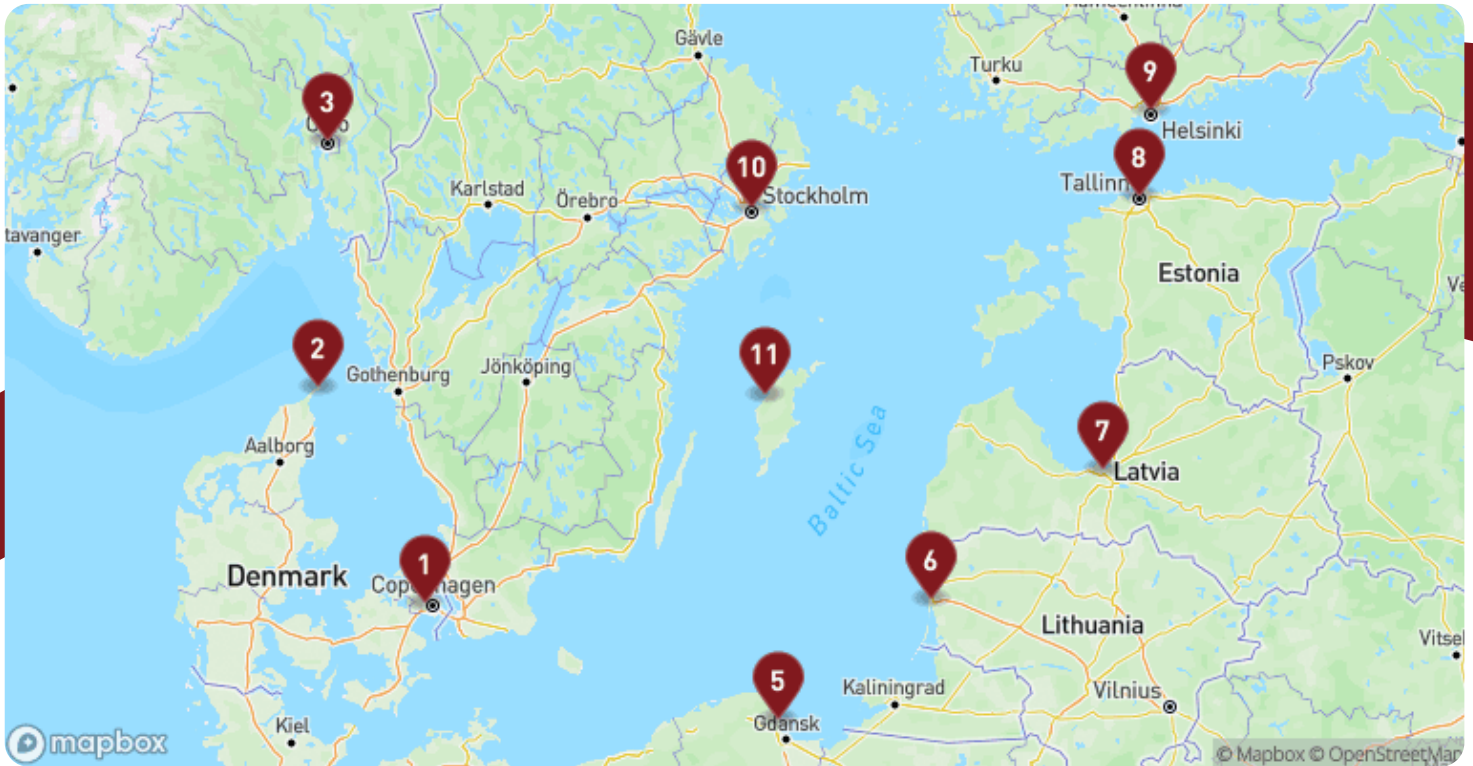 Gävle
Turku
9
3
Helsinki
8
10
Tallinn
Karlstad
Örebro
Stockholm
tavanger
Estonia
2
11
Gothenburg
Jönköping
Pskov
Aalborg
Baltic Sea
7
Latvia
1
6
Denmark
Copenhagen
Lithuania
5
Kaliningrad
Vilnius
Gdansk
Kiel
mapbox
© Mapbox © OpenStreetMap